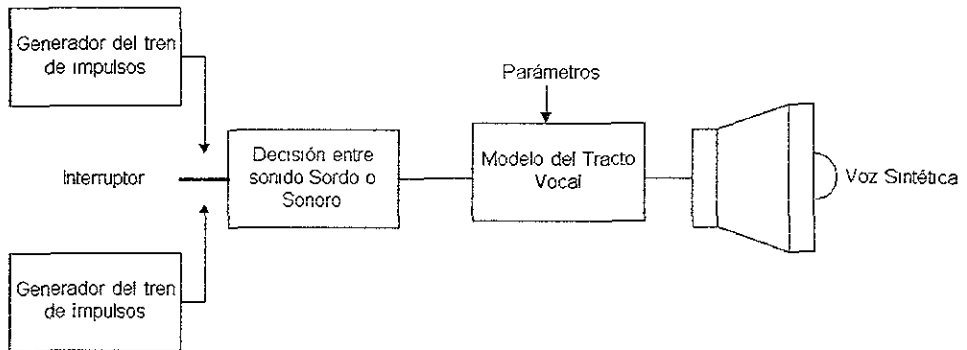 Generador del tren
de impulsos
Parámetros
Interruptor
Decisión entre
sonido Sordo o
Sonoro
Modelo del Tracto
Vocal
Voz Sintética
Generador del tren
de impulsos